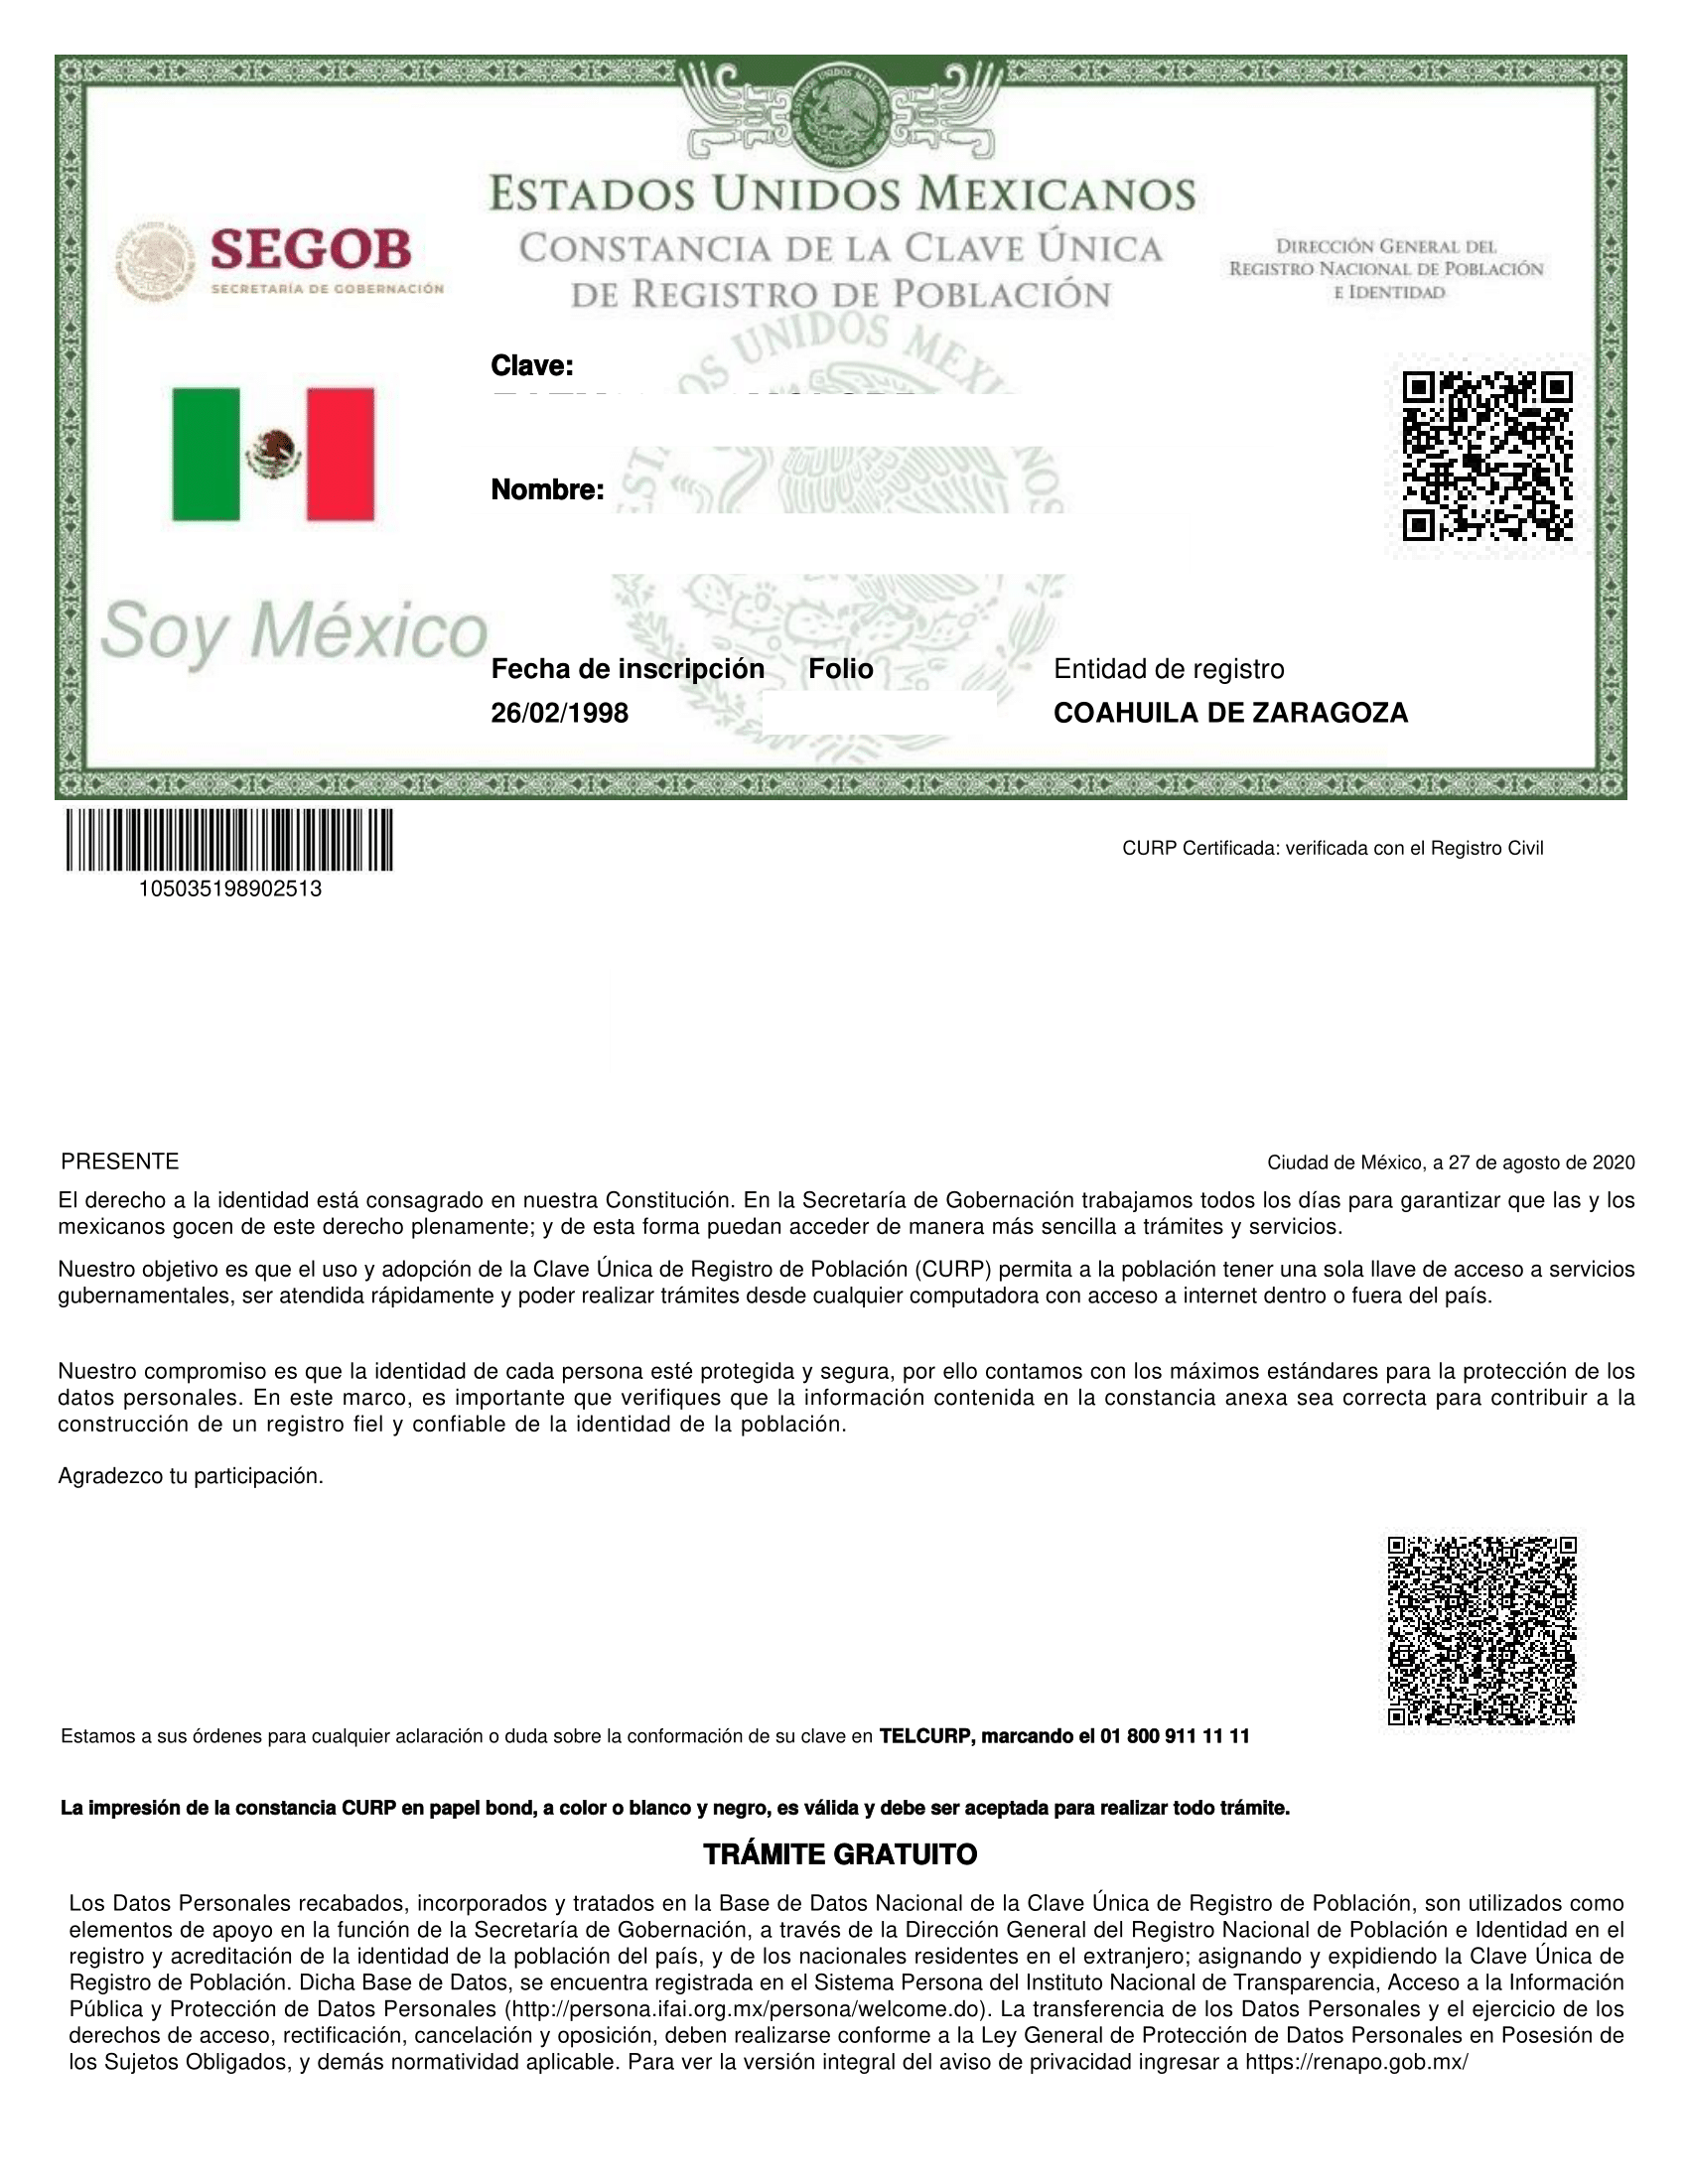 ESTADOS UNIDOS MEXICANOS
CONSTANCIA DE LA CLAVE ÚNICA
DE REGISTRO DE POBLACIÓN
SEGOB
SECRETARÍA DE GOBERNACIÓN
DIRECCIÓN GENERAL DEL
REGISTRO NACIONAL DE POBLACIÓN
E IDENTIDAD
Clave:
Nombre:
Soy México
Fecha de inscripción Folio Entidad de registro
26/02/1998 COAHUILA DE ZARAGOZA
105035198902513
CURP Certificada: verificada con el Registro Civil
PRESENTE
Ciudad de México, a 27 de agosto de 2020
El derecho a la identidad está consagrado en nuestra Constitución. En la Secretaría de Gobernación trabajamos todos los días para garantizar que las y los
mexicanos gocen de este derecho plenamente; y de esta forma puedan acceder de manera más sencilla a trámites y servicios.
Nuestro objetivo es que el uso y adopción de la Clave Única de Registro de Población (CURP) permita a la población tener una sola llave de acceso a servicios
gubernamentales, ser atendida rápidamente y poder realizar trámites desde cualquier computadora con acceso a internet dentro o fuera del país.
Nuestro compromiso es que la identidad de cada persona esté protegida y segura, por ello contamos con los máximos estándares para la protección de los
datos personales. En este marco, es importante que verifiques que la información contenida en la constancia anexa sea correcta para contribuir a la
construcción de un registro fiel y confiable de la identidad de la población.
Agradezco tu participación.
Estamos a sus órdenes para cualquier aclaración o duda sobre la conformación de su clave en TELCURP, marcando el 01 800 911 11 11
La impresión de la constancia CURP en papel bond, a color o blanco y negro, es válida y debe ser aceptada para realizar todo trámite.
TRÁMITE GRATUITO
Los Datos Personales recabados, incorporados y tratados en la Base de Datos Nacional de la Clave Única de Registro de Población, son utilizados como
elementos de apoyo en la función de la Secretaría de Gobernación, a través de la Dirección General del Registro Nacional de Población e Identidad en el
registro y acreditación de la identidad de la población del país, y de los nacionales residentes en el extranjero; asignando y expidiendo la Clave Única de
Registro de Población. Dicha Base de Datos, se encuentra registrada en el Sistema Persona del Instituto Nacional de Transparencia, Acceso a la Información
Pública y Protección de Datos Personales (http://persona.ifai.org.mx/persona/welcome.do). La transferencia de los Datos Personales y el ejercicio de los
derechos de acceso, rectificación, cancelación y oposición, deben realizarse conforme a la Ley General de Protección de Datos Personales en Posesión de
los Sujetos Obligados, y demás normatividad aplicable. Para ver la versión integral del aviso de privacidad ingresar a https://renapo.gob.mx/